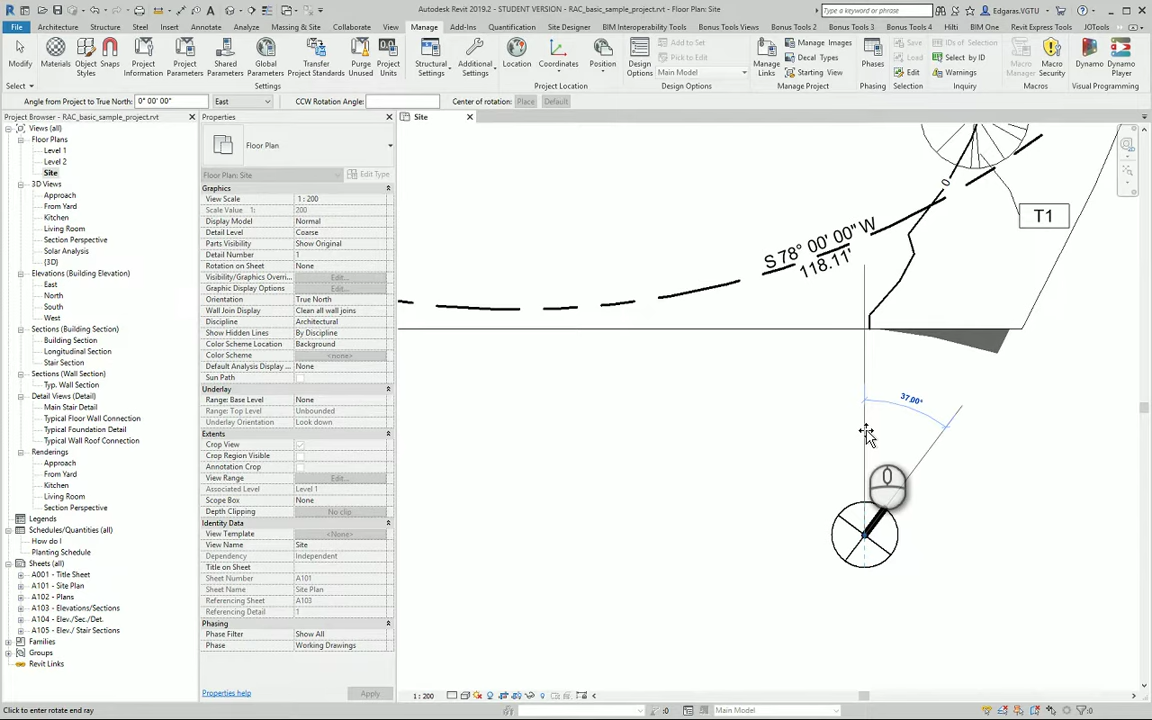 Autodesk Revit 2019.2 - STUDENT VERSION - RAC_basic_sample_project.rvt - Floor Plan: Site
Type a keyword or phrase
Edgaras.VGTU
File
Architecture
Structure
Steel
Systems
Insert
Annotate
Analyze
Massing & Site
Collaborate
View
Manage
Add-Ins
Quantification
Site Designer
BIM Interoperability Tools
Bonus Tools Views
Bonus Tools 2
Bonus Tools 3
Bonus Tools 4
Revit Express Tools
Hilti
BIM One
JOTools
Modify
Materials
Object Styles
Snaps
Project Information
Project Parameters
Shared Parameters
Global Parameters
Transfer Project Standards
Purge Unused
Project Units
Structural Settings
Additional Settings
Location
Coordinates
Position
Design Options
Add to Set
Pick to Edit
Main Model
Manage Links
Manage Images
Decal Types
Starting View
Phases
Save
Load
Edit
IDs of Selection
Select by ID
Warnings
Macro Manager
Macro Security
Dynamo
Dynamo Player
Select
Settings
Project Location
Design Options
Manage Project
Phasing
Selection
Inquiry
Macros
Visual Programming
Angle from Project to True North:
0° 00' 00"
East
CCW Rotation Angle:
Center of rotation:
Place
Default
Project Browser - RAC_basic_sample_project.rvt
Views (all)
Floor Plans
Level 1
Level 2
Site
3D Views
Approach
From Yard
Kitchen
Living Room
Section Perspective
Solar Analysis
{3D}
Elevations (Building Elevation)
East
North
South
West
Sections (Building Section)
Building Section
Longitudinal Section
Stair Section
Sections (Wall Section)
Typ. Wall Section
Detail Views (Detail)
Main Stair Detail
Typical Floor Wall Connection
Typical Foundation Detail
Typical Wall Roof Connection
Renderings
Approach
From Yard
Kitchen
Living Room
Section Perspective
Legends
Schedules/Quantities (all)
How do I
Planting Schedule
Sheets (all)
A001 - Title Sheet
A101 - Site Plan
A102 - Plans
A103 - Elevations/Sections
A104 - Elev./Sec./Det.
A105 - Elev./ Stair Sections
Families
Groups
Revit Links
Properties
Floor Plan
Floor Plan: Site
Edit Type
Graphics
View Scale 1 : 200
Scale Value 1: 200
Display Model Normal
Detail Level Coarse
Parts Visibility Show Original
Detail Number 1
Rotation on Sheet None
Visibility/Graphics Overri... Edit...
Graphic Display Options Edit...
Orientation True North
Wall Join Display Clean all wall joins
Discipline Architectural
Show Hidden Lines By Discipline
Color Scheme Location Background
Color Scheme <none>
Default Analysis Display ... None
Sun Path
Underlay
Range: Base Level None
Range: Top Level Unbounded
Underlay Orientation Look down
Extents
Crop View
Crop Region Visible
Annotation Crop
View Range Edit...
Associated Level Level 1
Scope Box None
Depth Clipping No clip
Identity Data
View Template <None>
View Name Site
Dependency Independent
Title on Sheet
Sheet Number A101
Sheet Name Site Plan
Referencing Sheet A103
Referencing Detail 1
Phasing
Phase Filter Show All
Phase Working Drawings
Properties help
Apply
Site
S 78° 00' 00" W
118.11'
0
T1
37.00°
1 : 200
Click to enter rotate end ray
:0
Main Model
:0